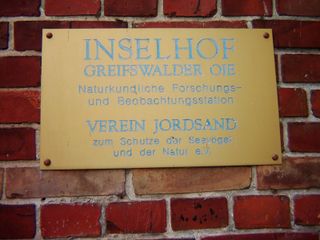 INSELHOF
GREIFSWALDER OIE
Naturkundliche Forschungs-
und Beobachtungsstation
VEREIN JORDSAND
zum Schutze der Seevögel
und der Natur e.V.